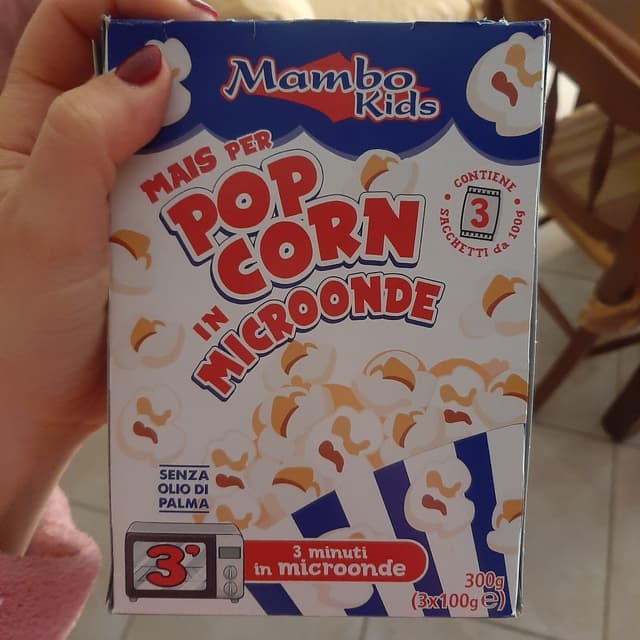 Mambo
Kids
MAIS PER
POP
CORN
IN
MICROONDE
CONTIENE
3
SACCHETTI da 100g
SENZA
OLIO DI
PALMA
3'
3 minuti
in microonde
300g
(3x100g ℮)